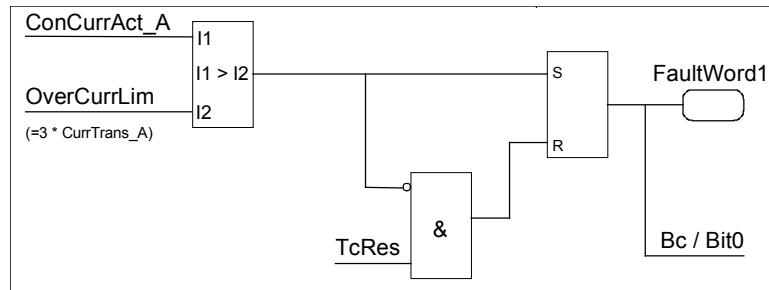 ConCurrAct_A
I1
I1 > I2
S
FaultWord1
OverCurrLim
I2
(=3 * CurrTrans_A)
R
&
TcRes
Bc / Bit0